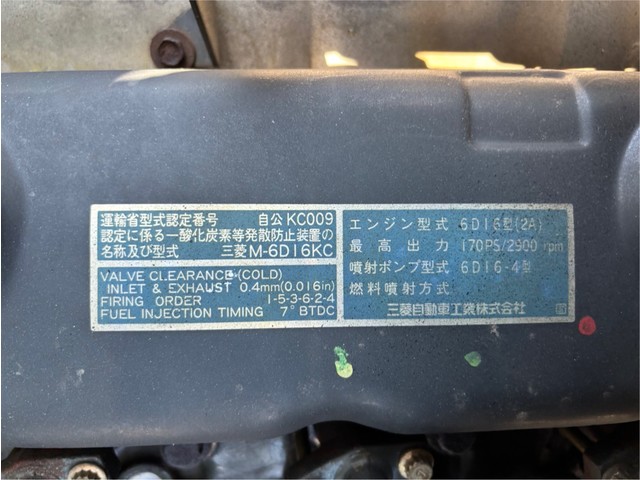 運輸省型式認定番号 自公KC009
認定に係る一酸化炭素等発散防止装置の
名称及び型式 三菱M-6D16KC
VALVE CLEARANCE (COLD)
INLET & EXHAUST 0.4mm(0.016in)
FIRING ORDER 1-5-3-6-2-4
FUEL INJECTION TIMING 7° BTDC
エンジン型式 6D16型(2A)
最高出力 170PS/2900rpm
噴射ポンプ型式 6D16-4型
燃料噴射方式
三菱自動車工業株式会社